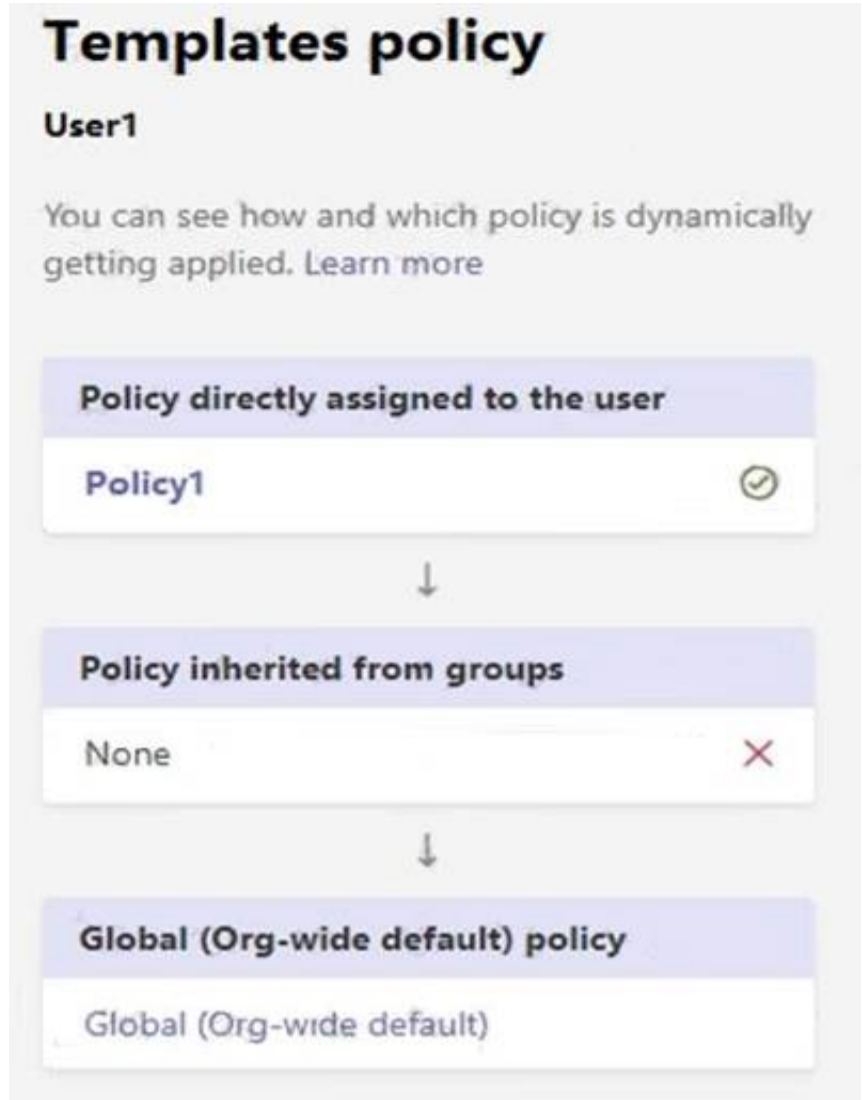 Templates policy
User1
You can see how and which policy is dynamically
getting applied. Learn more
Policy directly assigned to the user
Policy1
Policy inherited from groups
None
Global (Org-wide default) policy
Global (Org-wide default)